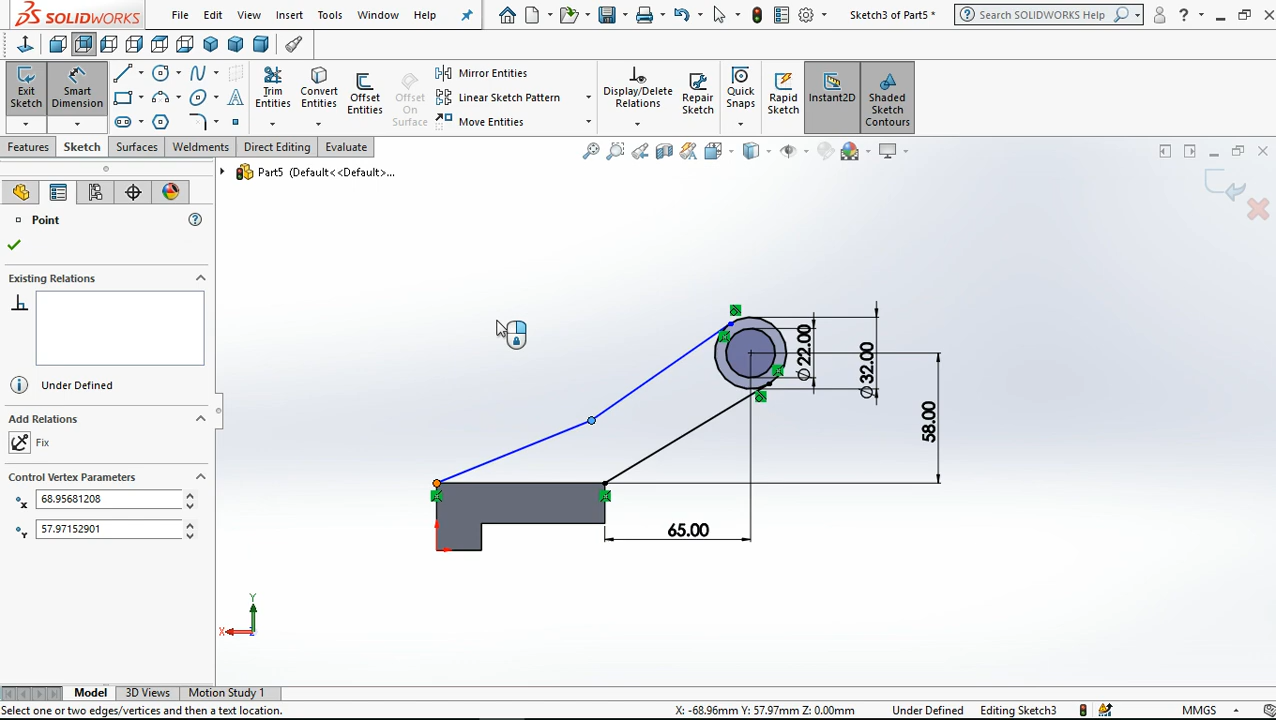 SOLIDWORKS File Edit View Insert Tools Window Help Sketch3 of Part5 * Search SOLIDWORKS Help ?
Exit Sketch
Smart Dimension
Trim Entities
Convert Entities
Offset Entities
Offset On Surface
Mirror Entities
Linear Sketch Pattern
Move Entities
Display/Delete Relations
Repair Sketch
Quick Snaps
Rapid Sketch
Instant2D
Shaded Sketch Contours
Features Sketch Surfaces Weldments Direct Editing Evaluate
Part5 (Default<<Default>...
Point
Existing Relations
Under Defined
Add Relations
Fix
Control Vertex Parameters
68.95681208
57.97152901
Ø 22.00
Ø 32.00
58.00
65.00
Y
X
Model 3D Views Motion Study 1
Select one or two edges/vertices and then a text location. X: -68.96mm Y: 57.97mm Z: 0.00mm Under Defined Editing Sketch3 MMGS